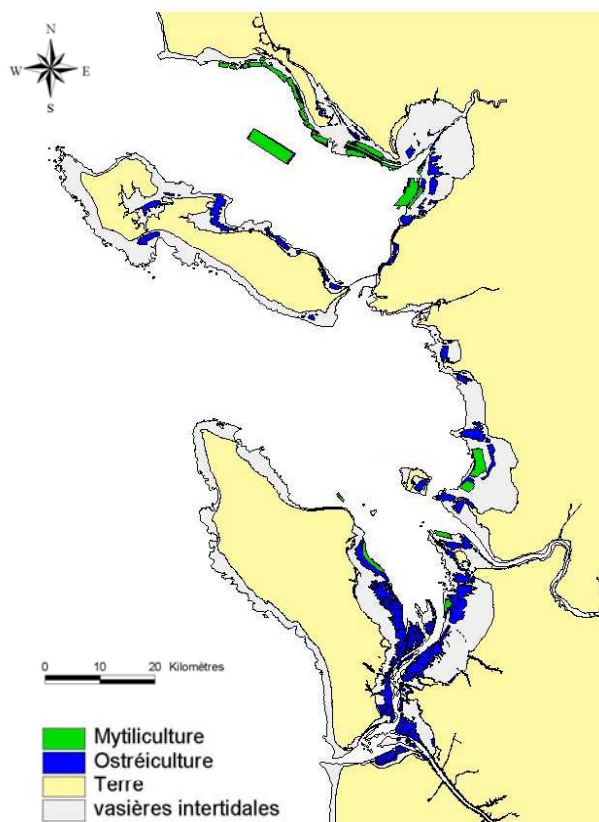 N
W E
S
0 10 20 Kilomètres
Mytiliculture
Ostréiculture
Terre
vasières intertidales